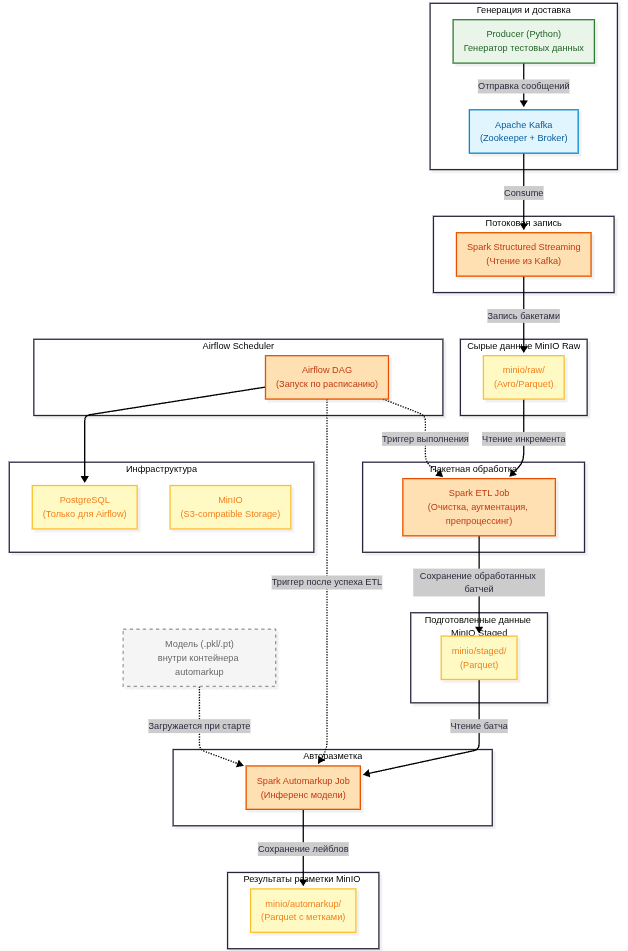 Генерация и доставка
Producer (Python)
Генератор тестовых данных
Отправка сообщений
Apache Kafka
(Zookeeper + Broker)
Consume
Потоковая запись
Spark Structured Streaming
(Чтение из Kafka)
Запись бакетами
Airflow Scheduler
Airflow DAG
(Запуск по расписанию)
Сырые данные MinIO Raw
minio/raw/
(Avro/Parquet)
Триггер выполнения
Чтение инкремента
Инфраструктура
PostgreSQL
(Только для Airflow)
MinIO
(S3-compatible Storage)
Пакетная обработка
Spark ETL Job
(Очистка, аугментация,
препроцессинг)
Триггер после успеха ETL
Сохранение обработанных
батчей
Подготовленные данные
MinIO Staged
minio/staged/
(Parquet)
Модель (.pkl/.pt)
внутри контейнера
automarkup
Загружается при старте
Чтение батча
Авторазметка
Spark Automarkup Job
(Инференс модели)
Сохранение лейблов
Результаты разметки MinIO
minio/automarkup/
(Parquet с метками)